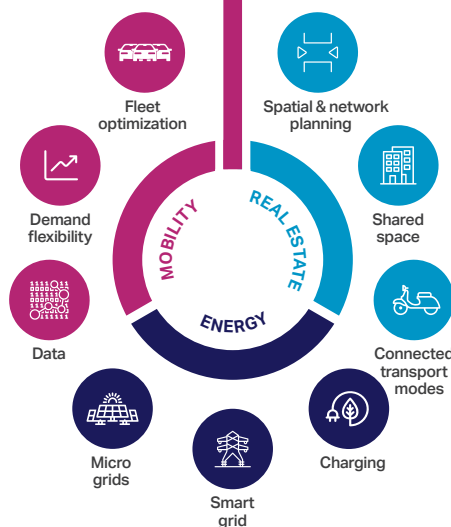 Fleet
optimization
Spatial & network
planning
Demand
flexibility
Shared
space
MOBILITY
REAL ESTATE
ENERGY
Data
Connected
transport
modes
Micro
grids
Charging
Smart
grid